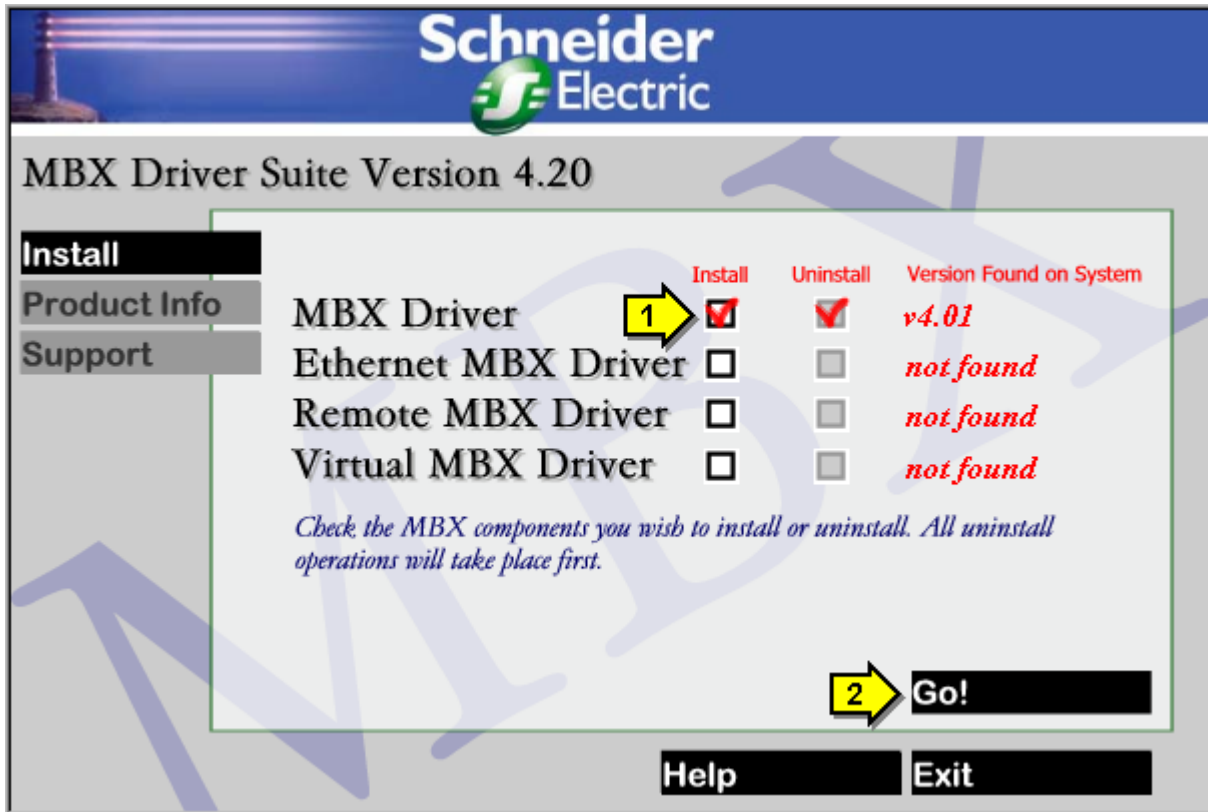 Schneider
Electric
MBX Driver Suite Version 4.20
Install
Product Info
Support
Install Uninstall Version Found on System
MBX Driver 1 v4.01
Ethernet MBX Driver not found
Remote MBX Driver not found
Virtual MBX Driver not found
Check the MBX components you wish to install or uninstall. All uninstall
operations will take place first.
2 Go!
Help Exit
MBX